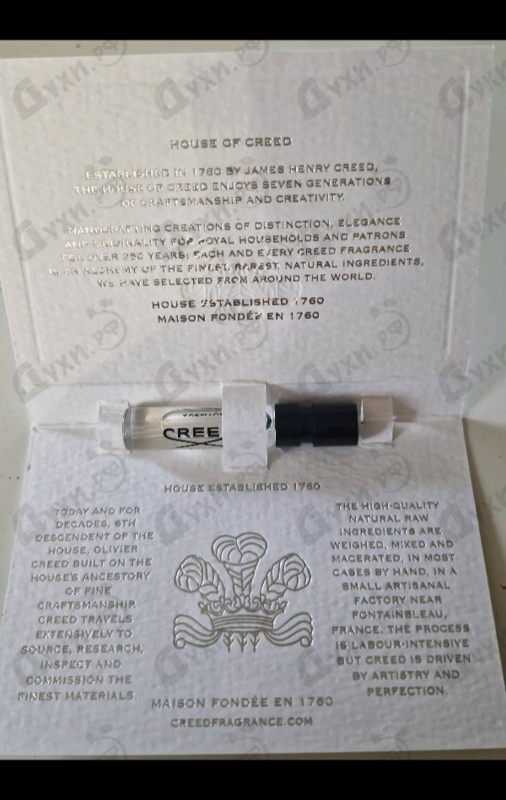 HOUSE OF CREED
ESTABLISHED IN 1760 BY JAMES HENRY CREED,
THE HOUSE OF CREED ENJOYS SEVEN GENERATIONS
OF CRAFTSMANSHIP AND CREATIVITY.
HANDCRAFTING CREATIONS OF DISTINCTION, ELEGANCE
AND ORIGINALITY FOR ROYAL HOUSEHOLDS AND PATRONS
FOR OVER 250 YEARS; EACH AND EVERY CREED FRAGRANCE
IS AN ALCHEMY OF THE FINEST, RAREST, NATURAL INGREDIENTS,
WE HAVE SELECTED FROM AROUND THE WORLD.
HOUSE ESTABLISHED 1760
MAISON FONDÉE EN 1760
CREE
HOUSE ESTABLISHED 1760
TODAY AND FOR
DECADES, 6TH
DESCENDENT OF THE
HOUSE, OLIVIER
CREED BUILT ON THE
HOUSE'S ANCESTORY
OF FINE
CRAFTSMANSHIP.
CREED TRAVELS
EXTENSIVELY TO
SOURCE, RESEARCH,
INSPECT AND
COMMISSION THE
FINEST MATERIALS.
THE HIGH-QUALITY
NATURAL RAW
INGREDIENTS ARE
WEIGHED, MIXED AND
MACERATED, IN MOST
CASES BY HAND, IN A
SMALL ARTISANAL
FACTORY NEAR
FONTAINBLEAU,
FRANCE. THE PROCESS
IS LABOUR-INTENSIVE
BUT CREED IS DRIVEN
BY ARTISTRY AND
PERFECTION.
MAISON FONDÉE EN 1760
CREEDFRAGRANCE.COM
Духи.РФ